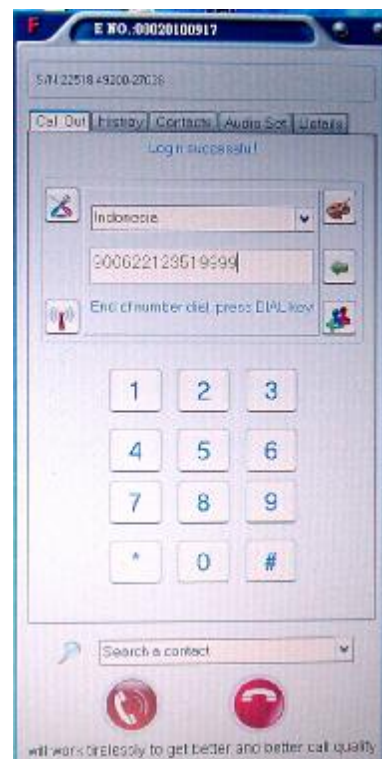 F E NO.:00020100917
S/N:22518-49200-27036
Call Out History Contacts Audio Set Details
Login successful!
Indonesia
900622123519999
End of number diel, press DIAL key!
1 2 3
4 5 6
7 8 9
* 0 #
Search a contact
will work tirelessly to get better and better call quality